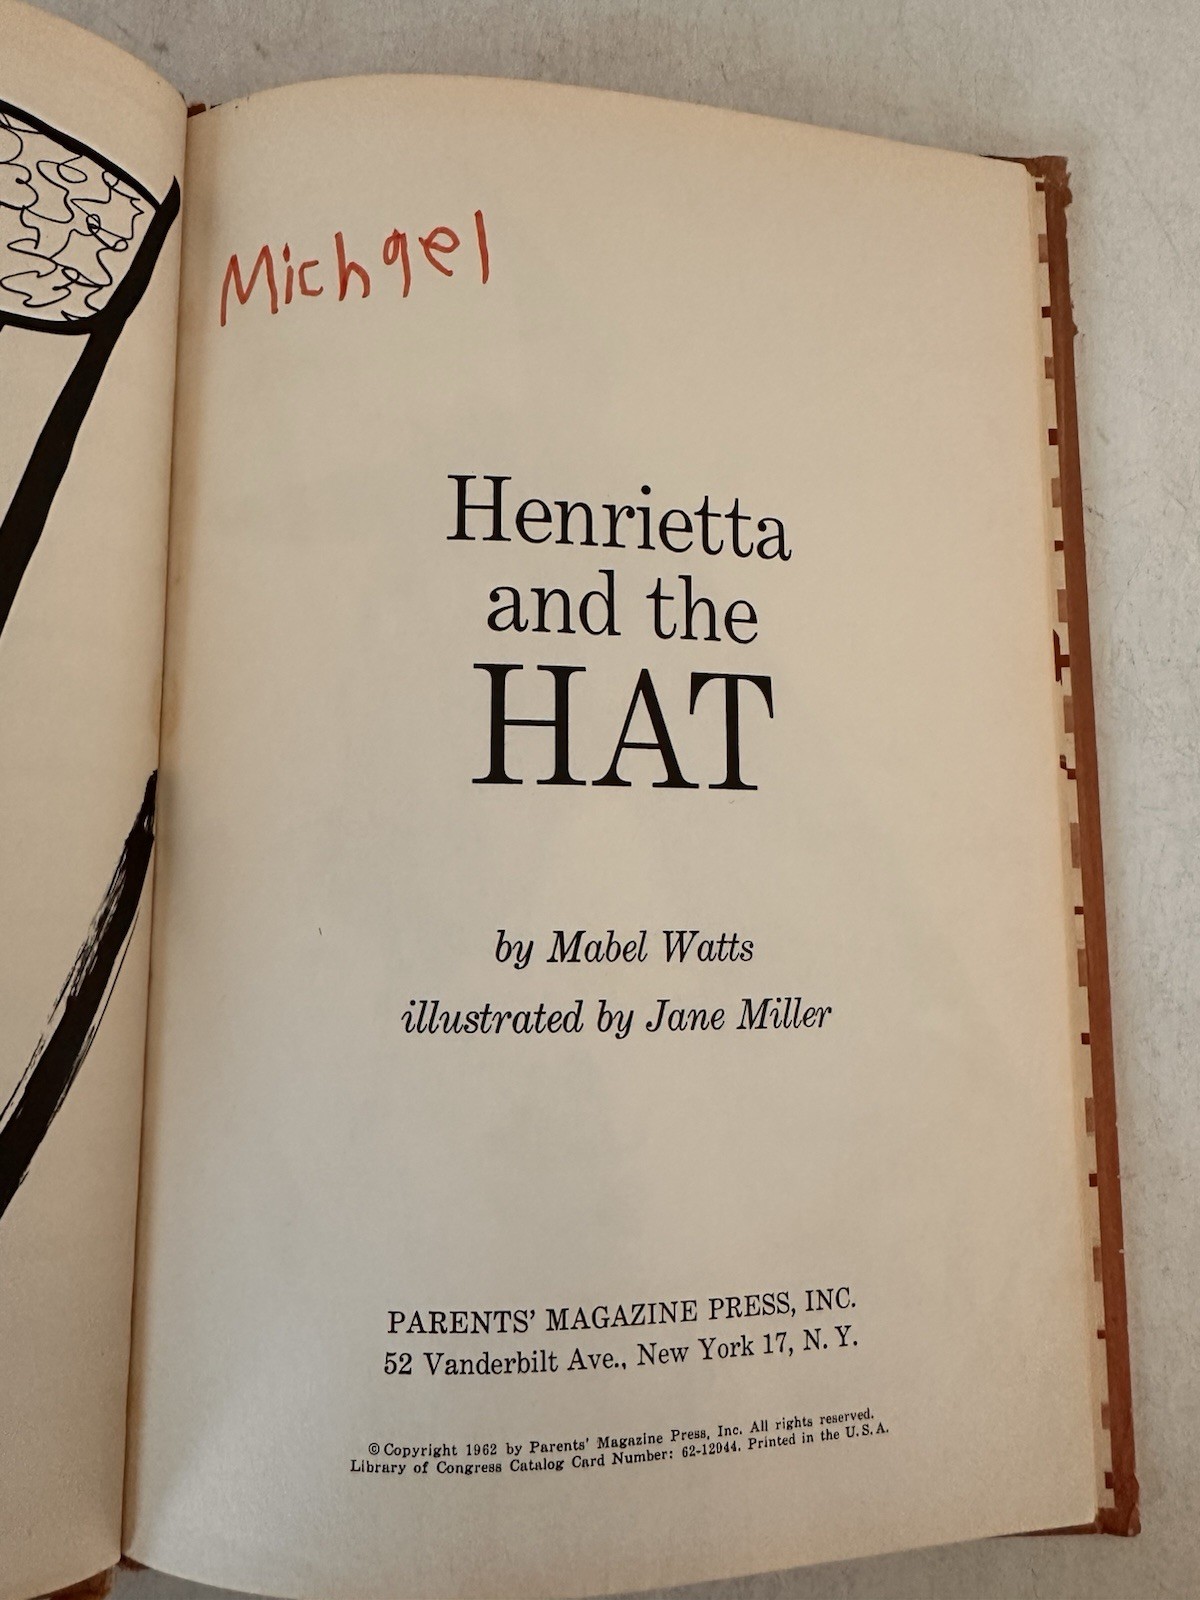 Michael
Henrietta
and the
HAT
by Mabel Watts
illustrated by Jane Miller
PARENTS' MAGAZINE PRESS, INC.
52 Vanderbilt Ave., New York 17, N. Y.
© Copyright 1962 by Parents' Magazine Press, Inc. All rights reserved.
Library of Congress Catalog Card Number: 62-12944. Printed in the U. S. A.